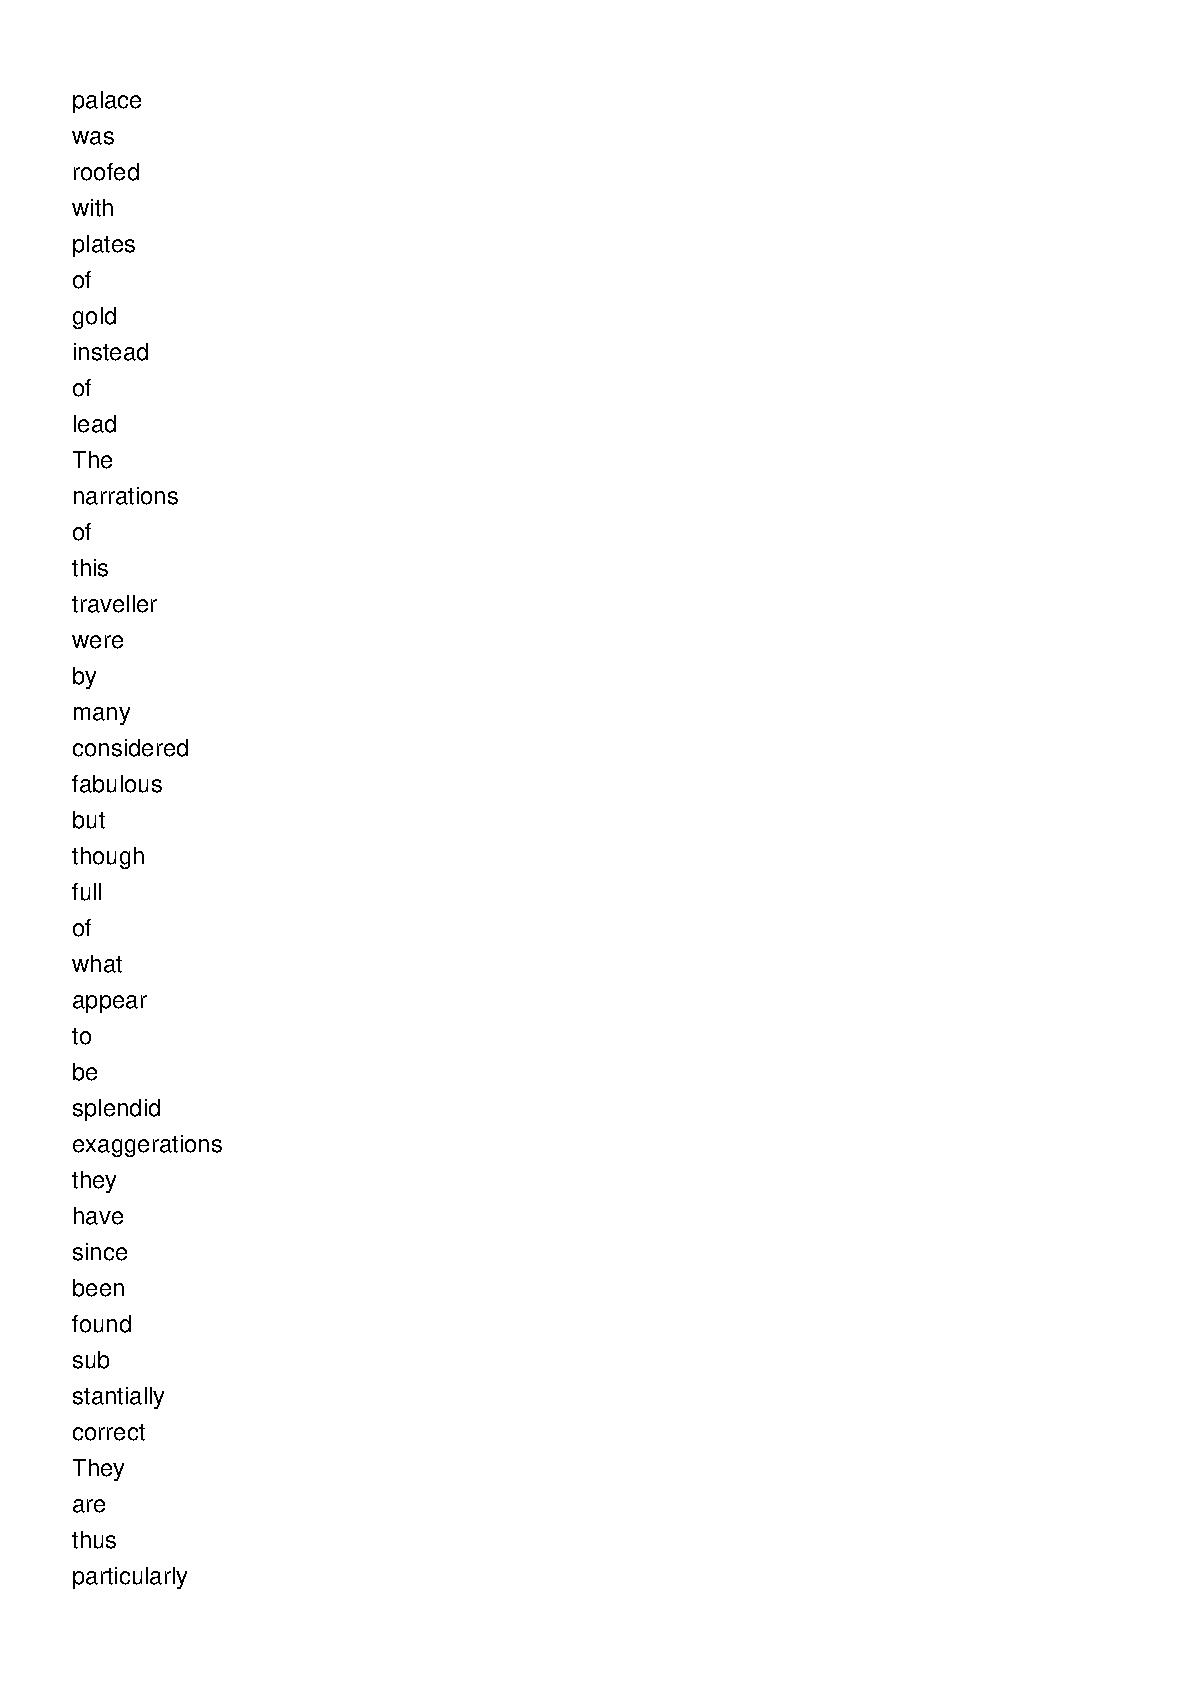 palace
was
roofed
with
plates
of
gold
instead
of
lead
The
narrations
of
this
traveller
were
by
many
considered
fabulous
but
though
full
of
what
appear
to
be
splendid
exaggerations
they
have
since
been
found
sub
stantially
correct
They
are
thus
particularly